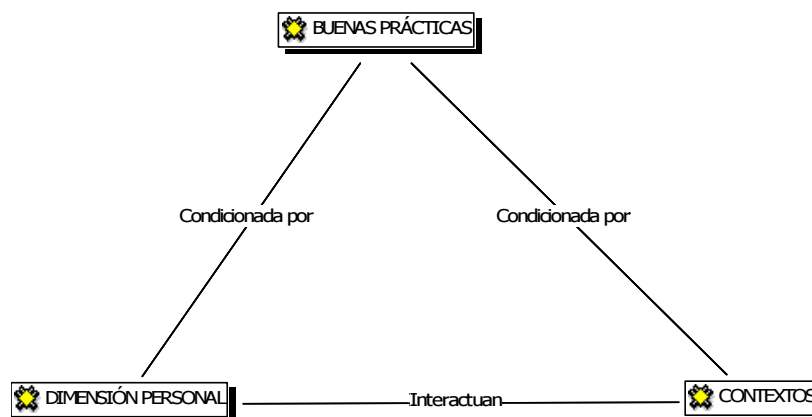 BUENAS PRÁCTICAS
Condicionada por
Condicionada por
DIMENSIÓN PERSONAL
Interactuan
CONTEXTOS